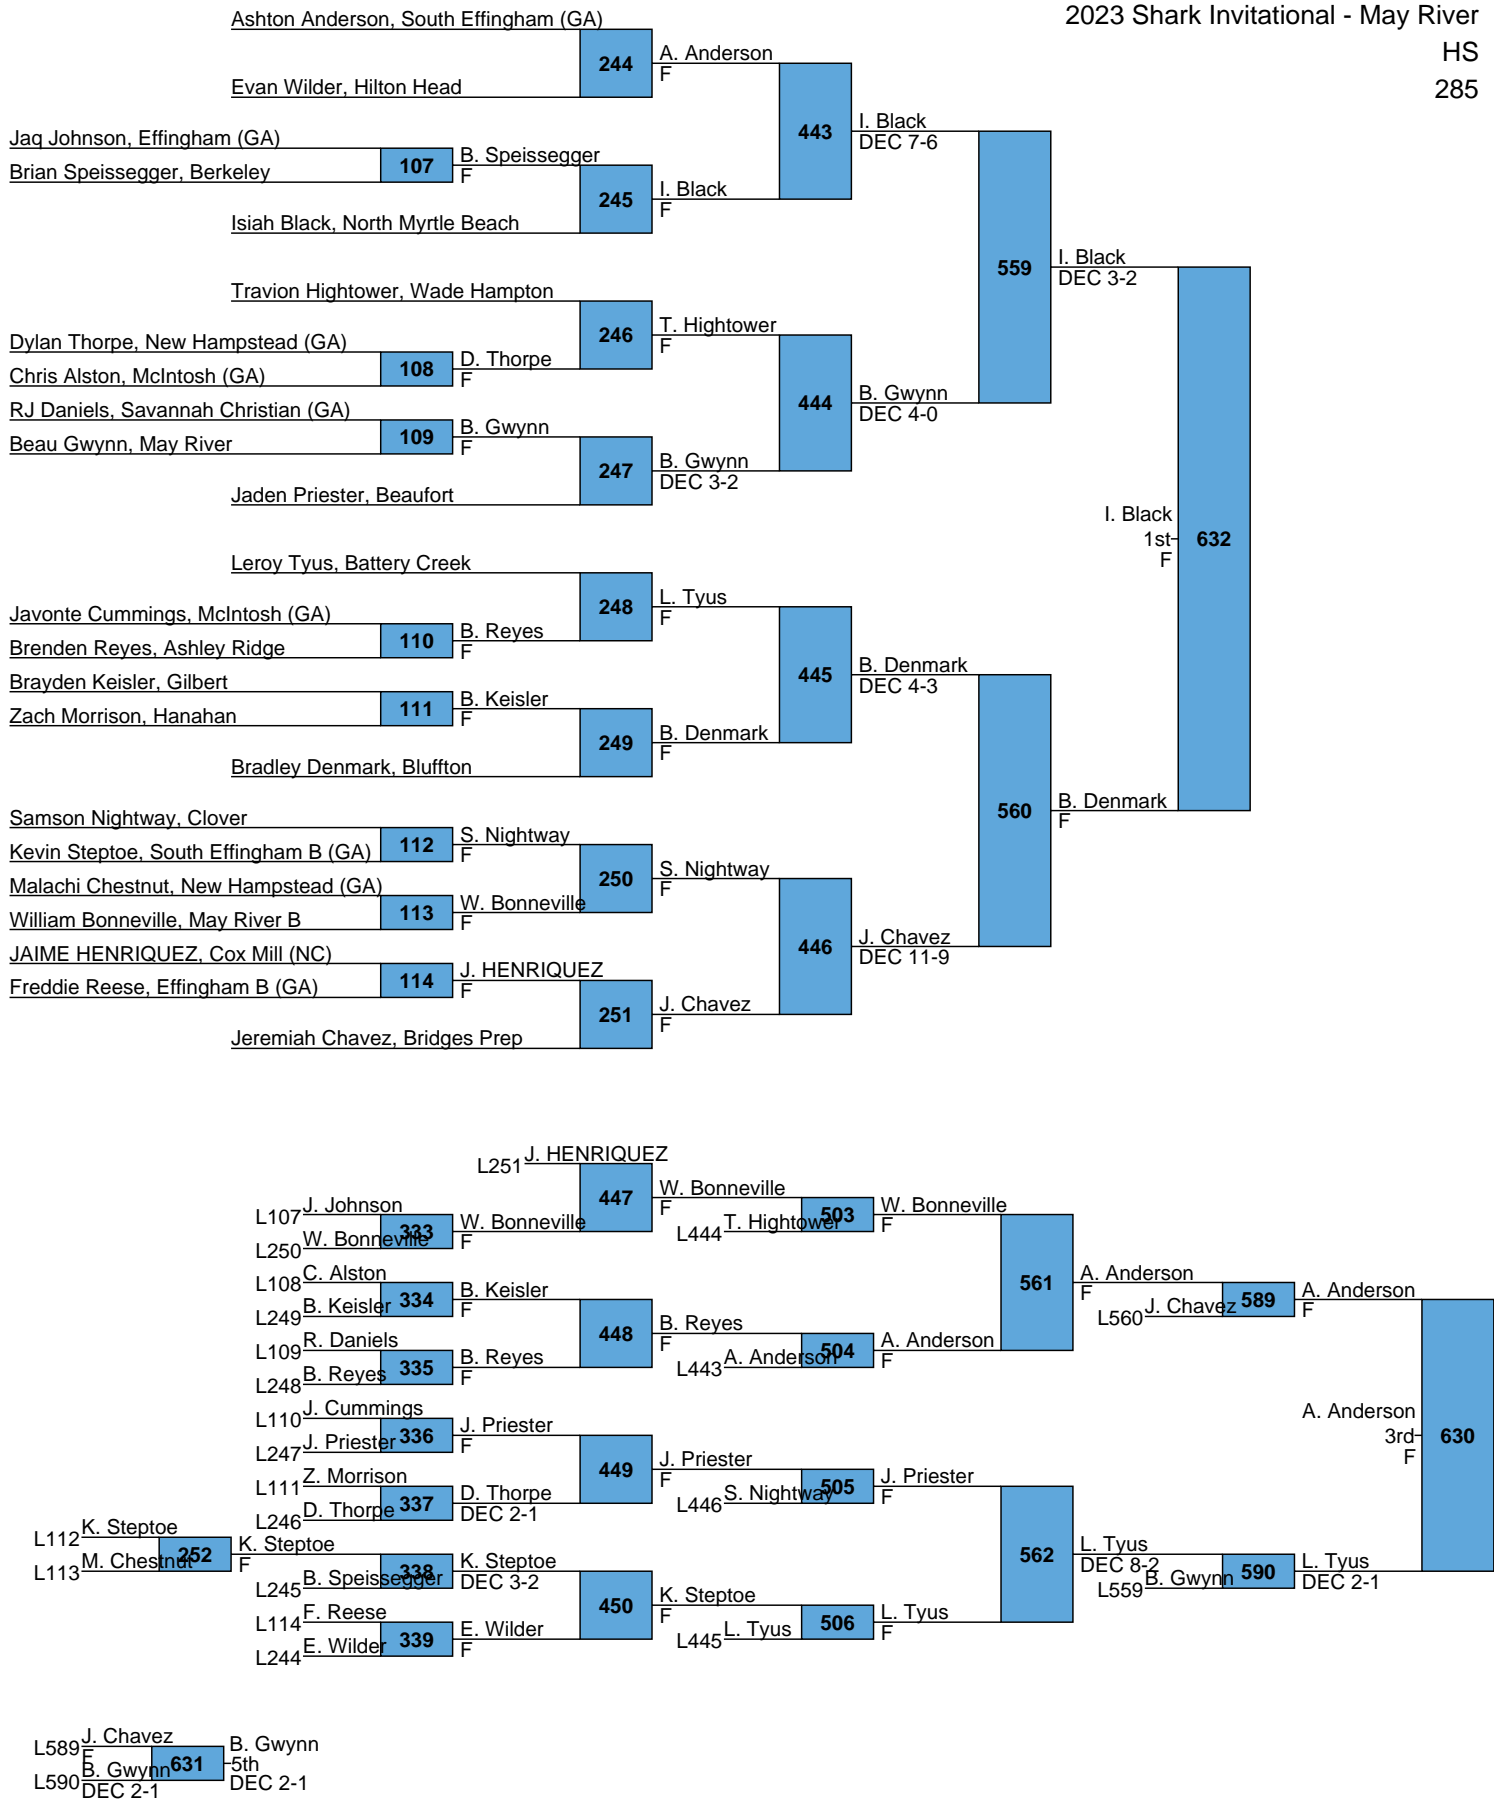 2023 Shark Invitational - May River
HS
285
Ashton Anderson, South Effingham (GA)
244
A. Anderson
F
Evan Wilder, Hilton Head
443
I. Black
DEC 7-6
Jaq Johnson, Effingham (GA)
107
B. Speissegger
F
Brian Speissegger, Berkeley
245
I. Black
F
Isiah Black, North Myrtle Beach
559
I. Black
DEC 3-2
Travion Hightower, Wade Hampton
246
T. Hightower
F
Dylan Thorpe, New Hampstead (GA)
108
D. Thorpe
F
Chris Alston, McIntosh (GA)
444
B. Gwynn
DEC 4-0
RJ Daniels, Savannah Christian (GA)
109
B. Gwynn
F
Beau Gwynn, May River
247
B. Gwynn
DEC 3-2
Jaden Priester, Beaufort
I. Black
1st
F
632
Leroy Tyus, Battery Creek
248
L. Tyus
F
Javonte Cummings, McIntosh (GA)
110
B. Reyes
F
Brenden Reyes, Ashley Ridge
445
B. Denmark
DEC 4-3
Brayden Keisler, Gilbert
111
B. Keisler
F
Zach Morrison, Hanahan
249
B. Denmark
F
Bradley Denmark, Bluffton
560
B. Denmark
F
Samson Nightway, Clover
112
S. Nightway
F
Kevin Steptoe, South Effingham B (GA)
250
S. Nightway
F
Malachi Chestnut, New Hampstead (GA)
113
W. Bonneville
F
William Bonneville, May River B
446
J. Chavez
DEC 11-9
JAIME HENRIQUEZ, Cox Mill (NC)
114
J. HENRIQUEZ
F
Freddie Reese, Effingham B (GA)
251
J. Chavez
F
Jeremiah Chavez, Bridges Prep
L251 J. HENRIQUEZ
447
W. Bonneville
F
L107 J. Johnson
333
W. Bonneville
F
L250 W. Bonneville
L444 T. Hightower
503
W. Bonneville
F
L108 C. Alston
334
B. Keisler
F
L249 B. Keisler
561
A. Anderson
F
L560 J. Chavez
589
A. Anderson
F
448
B. Reyes
F
L109 R. Daniels
335
B. Reyes
F
L248 B. Reyes
L443 A. Anderson
504
A. Anderson
F
L110 J. Cummings
336
J. Priester
F
L247 J. Priester
A. Anderson
3rd
F
630
449
J. Priester
F
L111 Z. Morrison
337
D. Thorpe
DEC 2-1
L246 D. Thorpe
L446 S. Nightway
505
J. Priester
F
L112 K. Steptoe
252
K. Steptoe
F
L113 M. Chestnut
338
K. Steptoe
DEC 3-2
L245 B. Speissegger
562
L. Tyus
DEC 8-2
L559 B. Gwynn
590
L. Tyus
DEC 2-1
450
K. Steptoe
F
L114 F. Reese
339
E. Wilder
F
L244 E. Wilder
L445 L. Tyus
506
L. Tyus
F
L589 J. Chavez
F
631
B. Gwynn
5th
DEC 2-1
L590 B. Gwynn
DEC 2-1